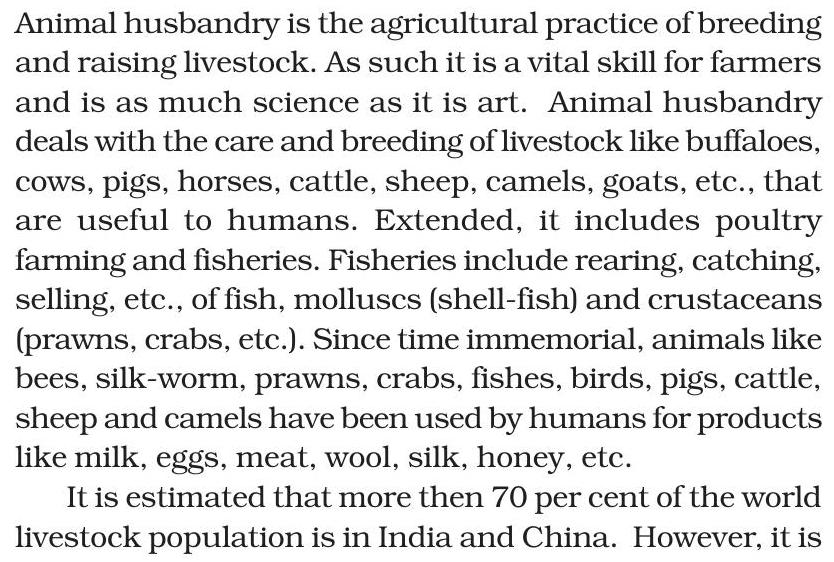 Animal husbandry is the agricultural practice of breeding
and raising livestock. As such it is a vital skill for farmers
and is as much science as it is art.  Animal husbandry
deals with the care and breeding of livestock like buffaloes,
cows, pigs, horses, cattle, sheep, camels, goats, etc., that
are useful to humans. Extended, it includes poultry
farming and fisheries. Fisheries include rearing, catching,
selling, etc., of fish, molluscs (shell-fish) and crustaceans
(prawns, crabs, etc.). Since time immemorial, animals like
bees, silk-worm, prawns, crabs, fishes, birds, pigs, cattle,
sheep and camels have been used by humans for products
like milk, eggs, meat, wool, silk, honey, etc.
It is estimated that more then 70 per cent of the world
livestock population is in India and China.  However, it is